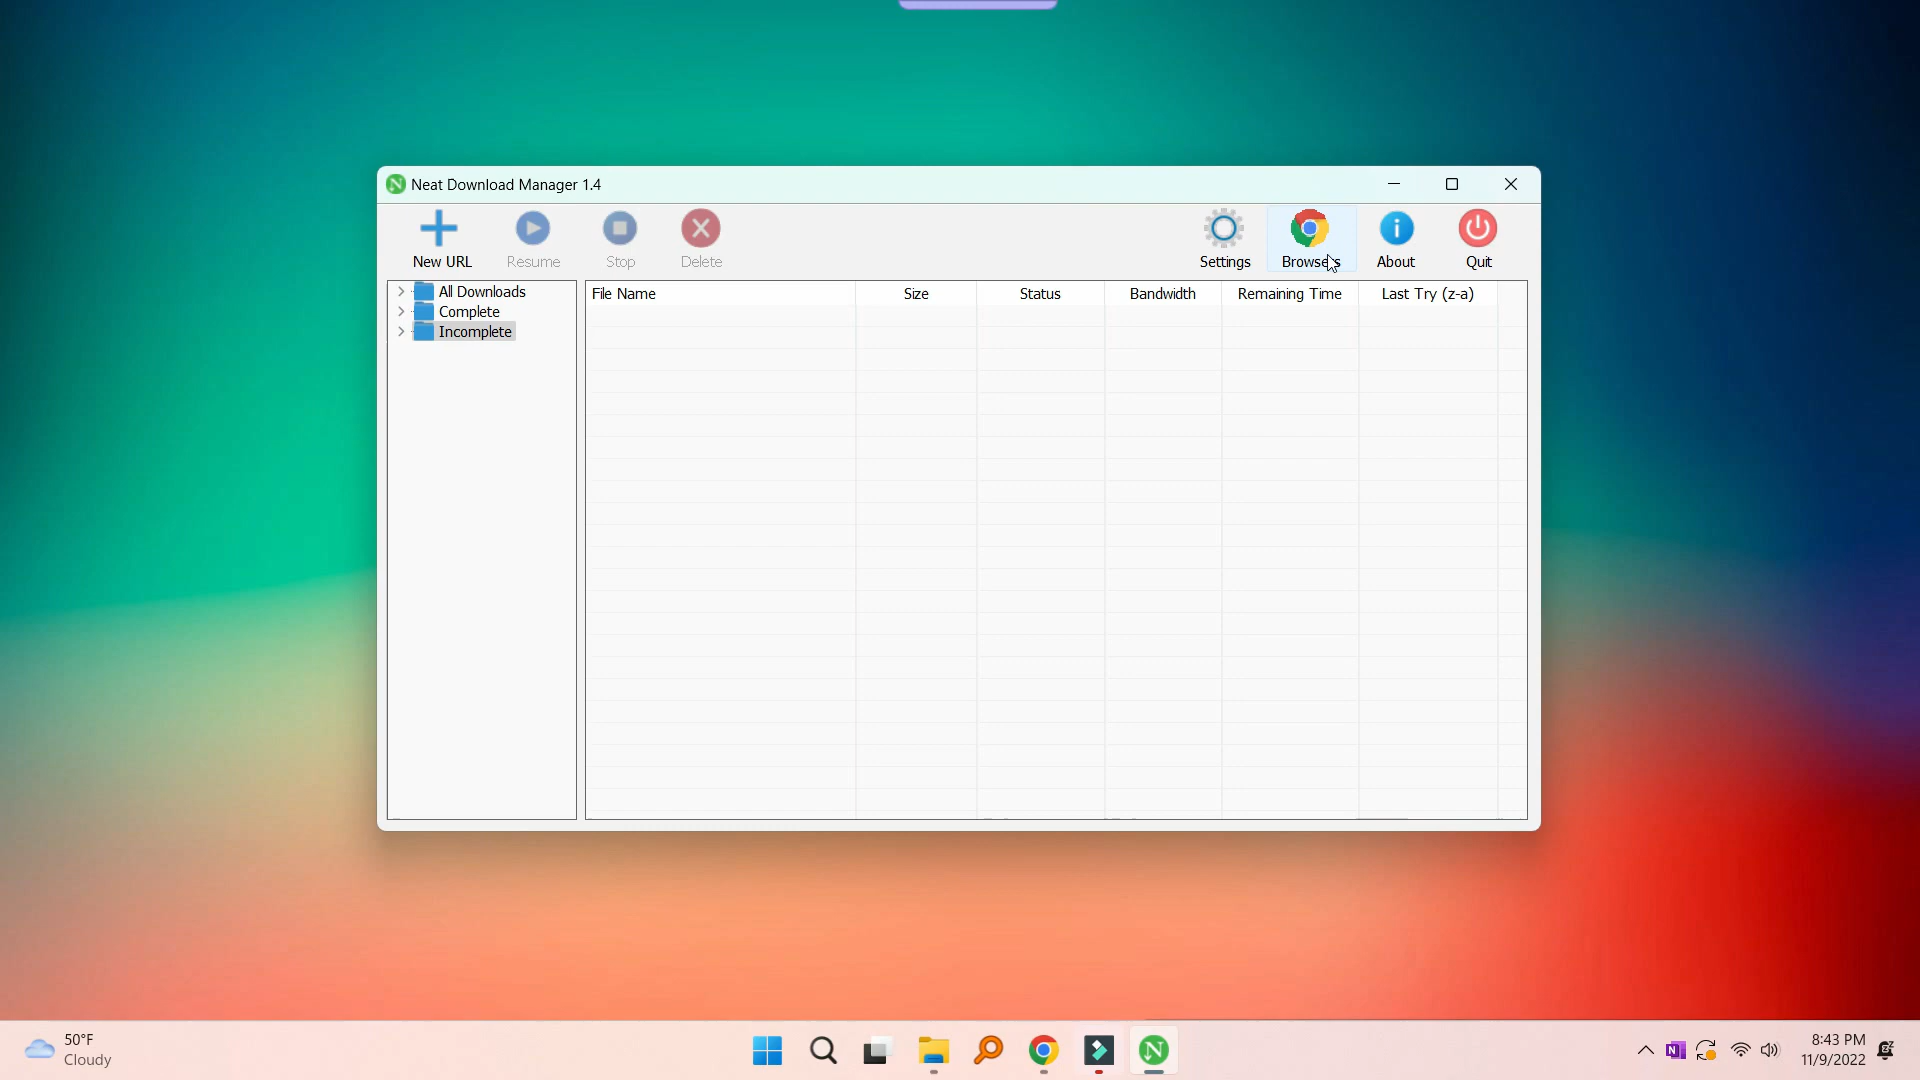 Neat Download Manager 1.4
New URL Resume Stop Delete Settings Browsers About Quit
All Downloads
Complete
Incomplete
File Name Size Status Bandwidth Remaining Time Last Try (z-a)
50°F
Cloudy
8:43 PM
11/9/2022